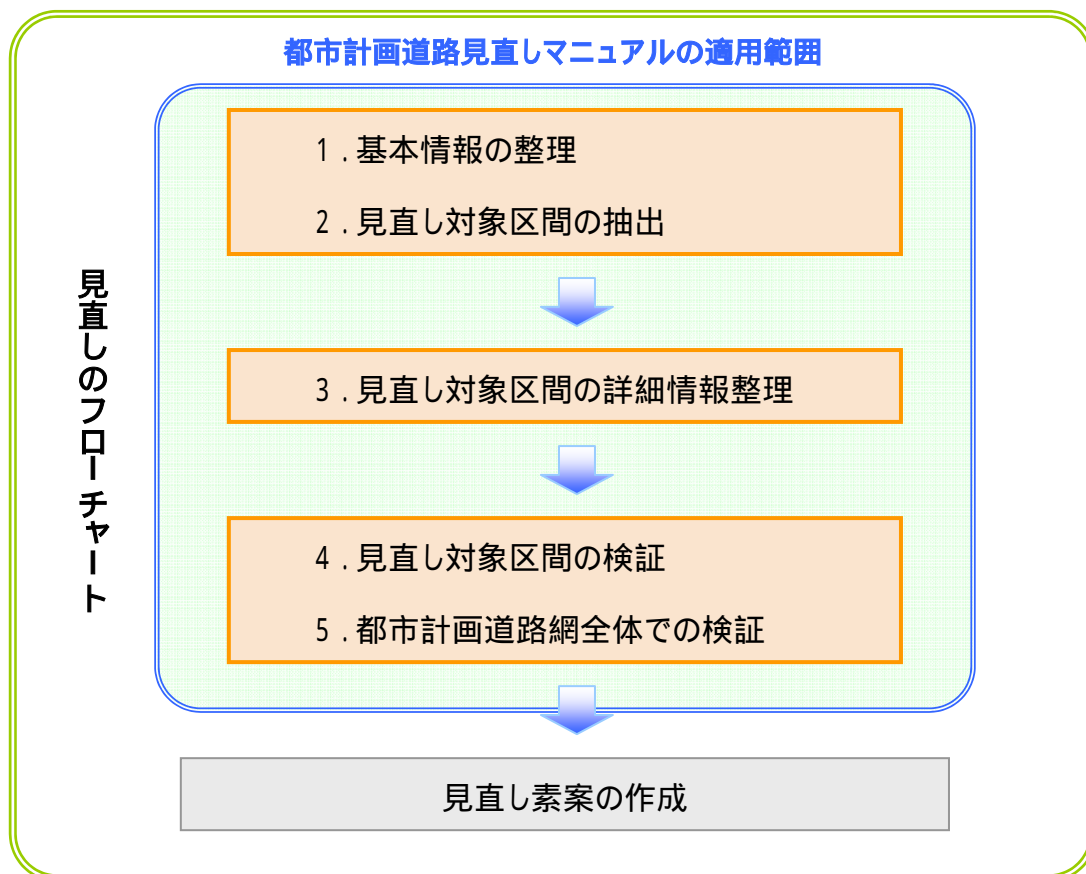 都市計画道路見直しマニュアルの適用範囲
見直しのフローチャート
1．基本情報の整理
2．見直し対象区間の抽出
3．見直し対象区間の詳細情報整理
4．見直し対象区間の検証
5．都市計画道路網全体での検証
見直し素案の作成